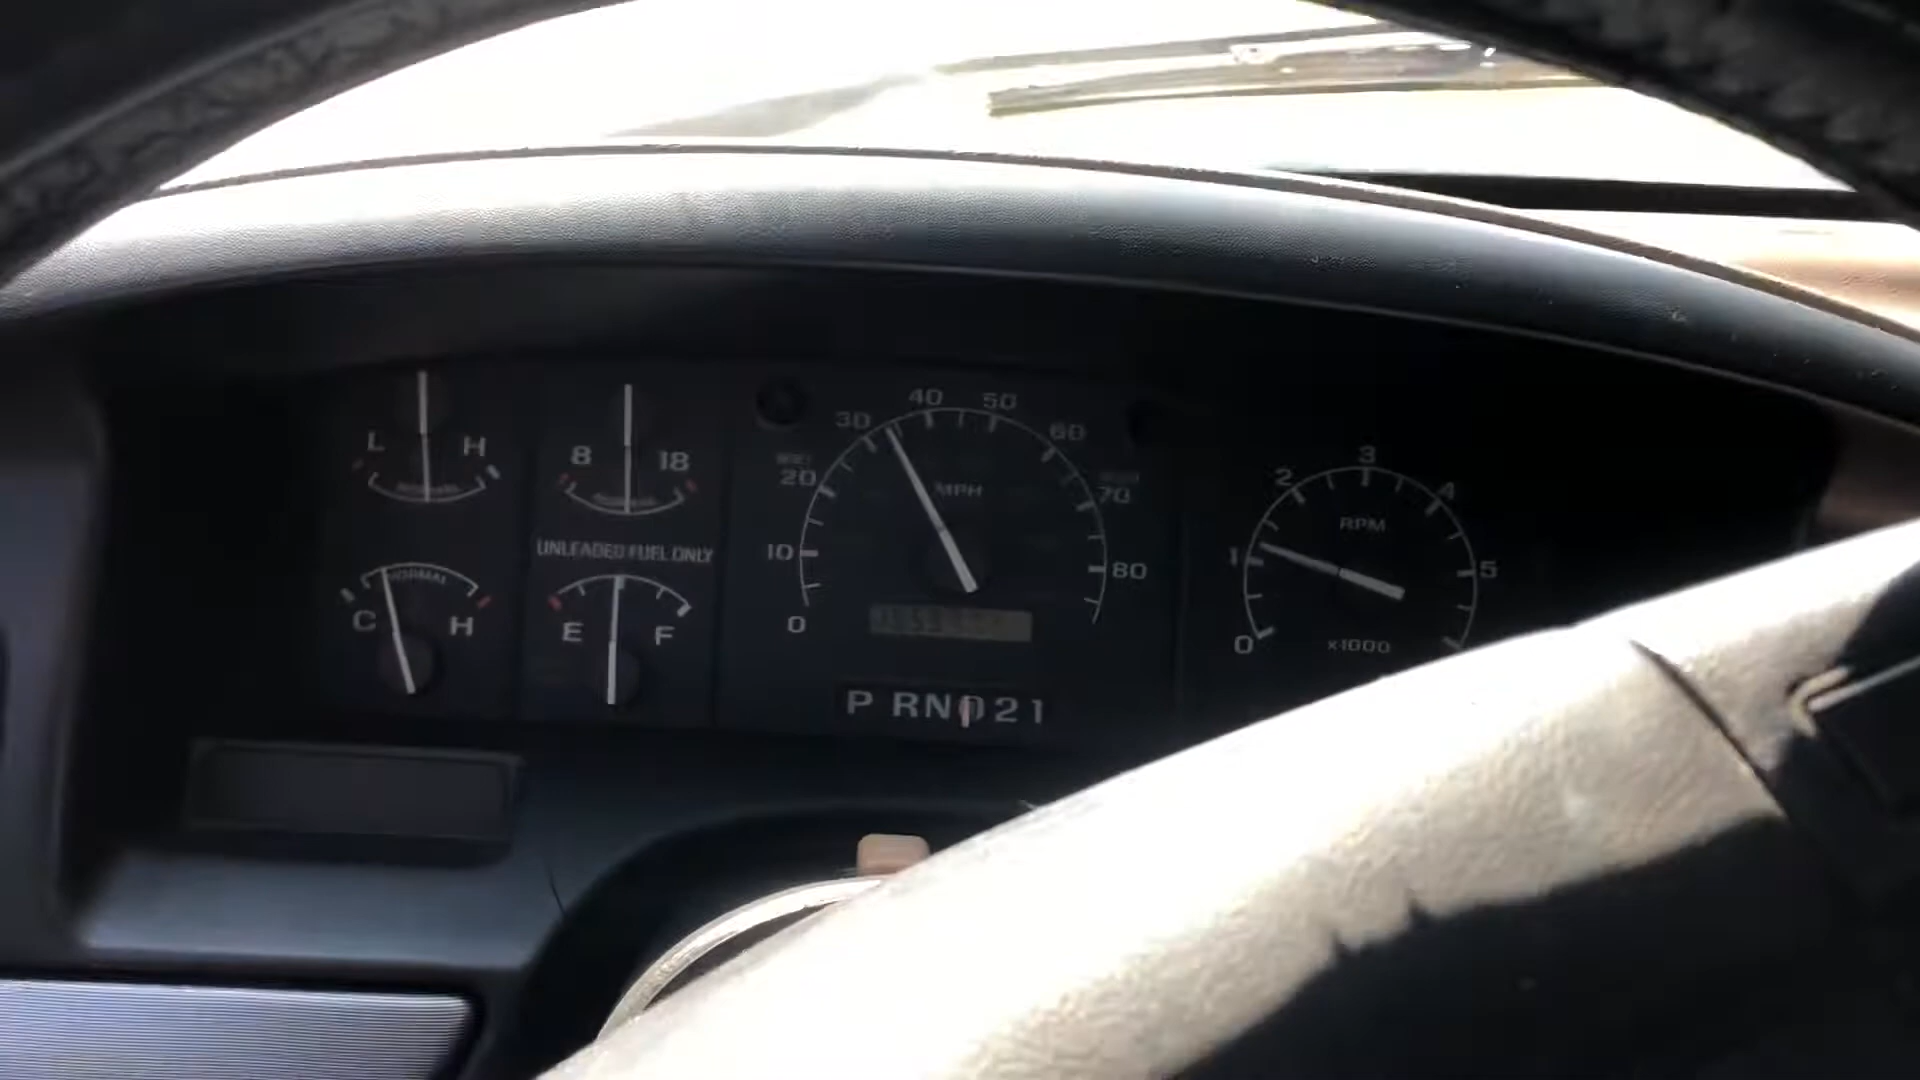 L H
8 18
NORMAL
C H
UNLEADED FUEL ONLY
E F
0 10 20 30 40 50 60 70 80
MPH
P RND21
0 1 2 3 4 5
RPM
x1000